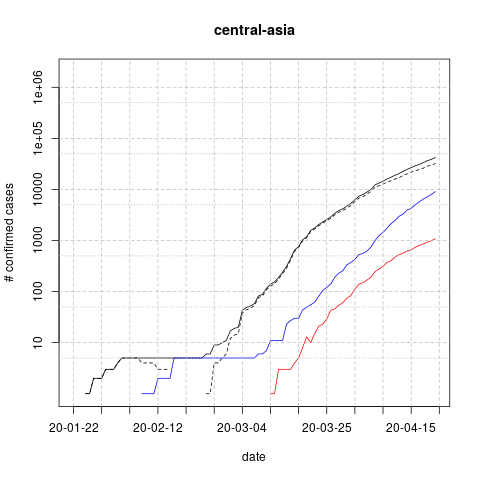 central-asia
# confirmed cases
1e+06
1e+05
10000
1000
100
10
20-01-22
20-02-12
20-03-04
20-03-25
20-04-15
date